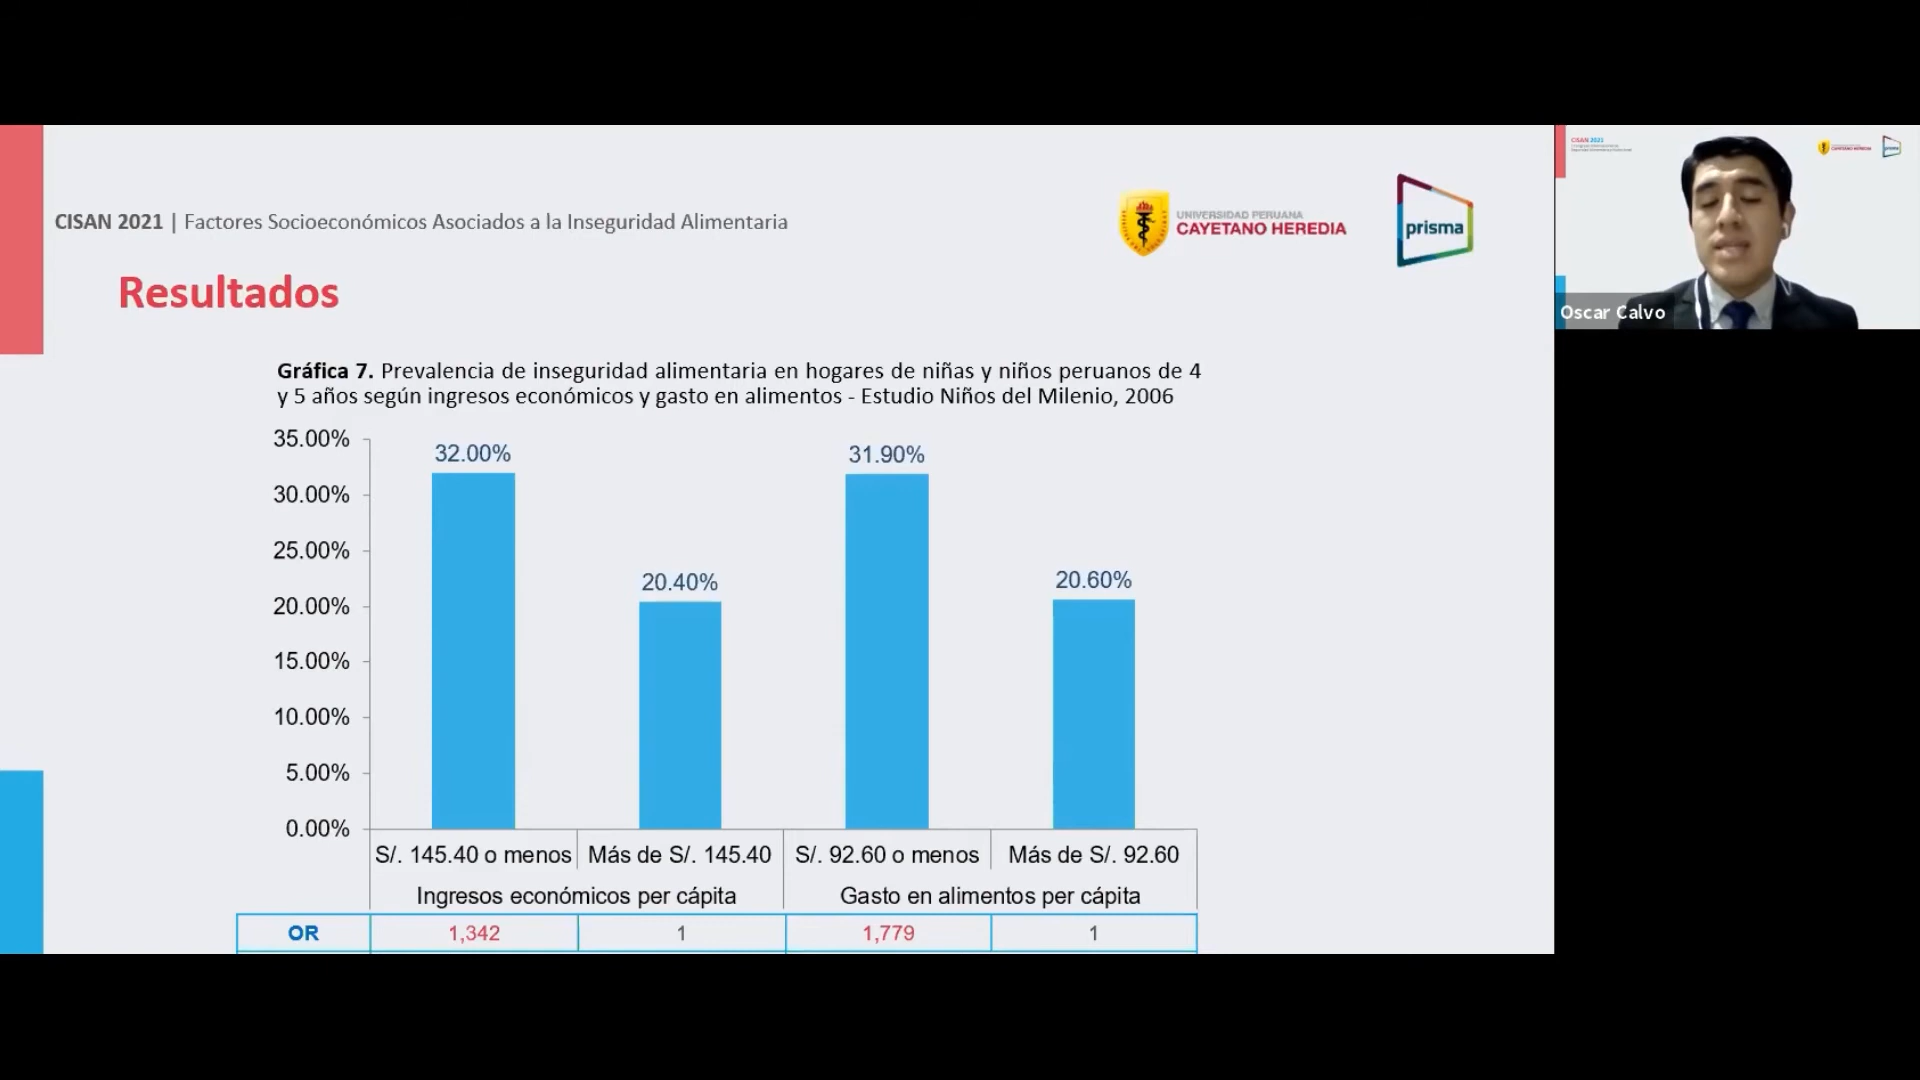 CISAN 2021 | Factores Socioeconómicos Asociados a la Inseguridad Alimentaria
UNIVERSIDAD PERUANA
CAYETANO HEREDIA
prisma
Resultados
Gráfica 7. Prevalencia de inseguridad alimentaria en hogares de niñas y niños peruanos de 4
y 5 años según ingresos económicos y gasto en alimentos - Estudio Niños del Milenio, 2006
35.00%
30.00%
25.00%
20.00%
15.00%
10.00%
5.00%
0.00%
32.00%
20.40%
31.90%
20.60%
S/. 145.40 o menos
Más de S/. 145.40
S/. 92.60 o menos
Más de S/. 92.60
Ingresos económicos per cápita
Gasto en alimentos per cápita
OR
1,342
1
1,779
1
CISAN 2021
CAYETANO HEREDIA
prisma
Oscar Calvo